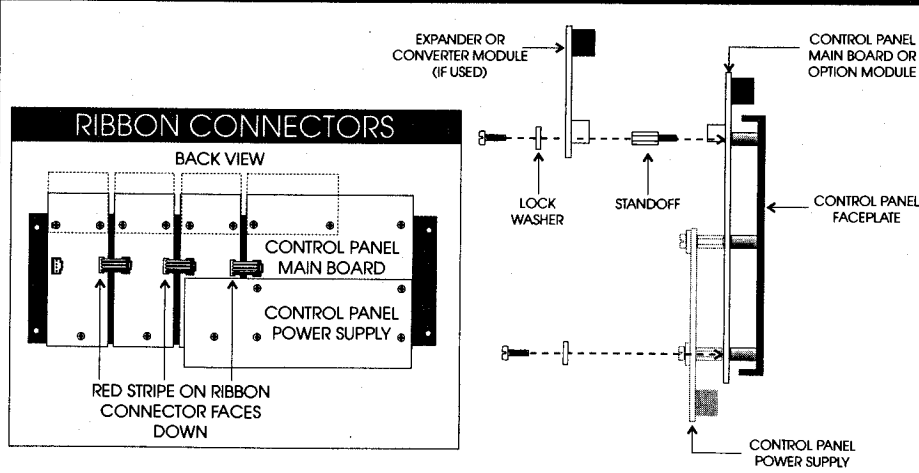 RIBBON CONNECTORS
BACK VIEW
CONTROL PANEL
MAIN BOARD
CONTROL PANEL
POWER SUPPLY
RED STRIPE ON RIBBON
CONNECTOR FACES
DOWN
EXPANDER OR
CONVERTER MODULE
(IF USED)
CONTROL PANEL
MAIN BOARD OR
OPTION MODULE
LOCK
WASHER
STANDOFF
CONTROL PANEL
FACEPLATE
CONTROL PANEL
POWER SUPPLY